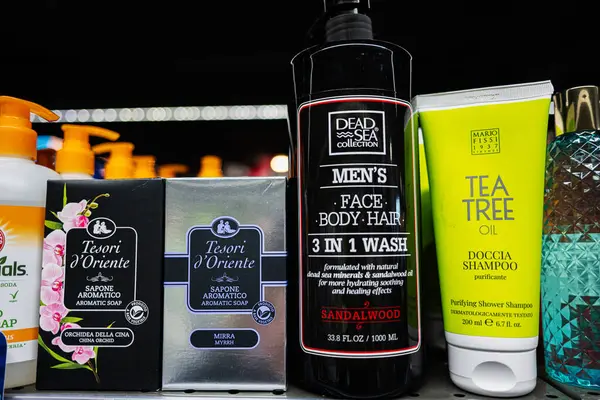 als
SODA
AP
Tesori
d'Oriente
SAPONE
AROMATICO
AROMATIC SOAP
ORCHIDEA DELLA CINA
CHINA ORCHID
Tesori
d'Oriente
SAPONE
AROMATICO
AROMATIC SOAP
MIRRA
MYRRH
DEAD
SEA
collection
MEN'S
FACE
BODY·HAIR
3 IN 1 WASH
formulated with natural
dead sea minerals & sandalwood oil
for more hydrating soothing
and healing effects
SANDALWOOD
33.8 FL OZ / 1000 ML
MARIO
FISSI
1937
TEA
TREE
OIL
DOCCIA
SHAMPOO
purificante
Purifying Shower Shampoo
DERMATOLOGICAMENTE TESTATO
200 ml e 6.7 fl.oz